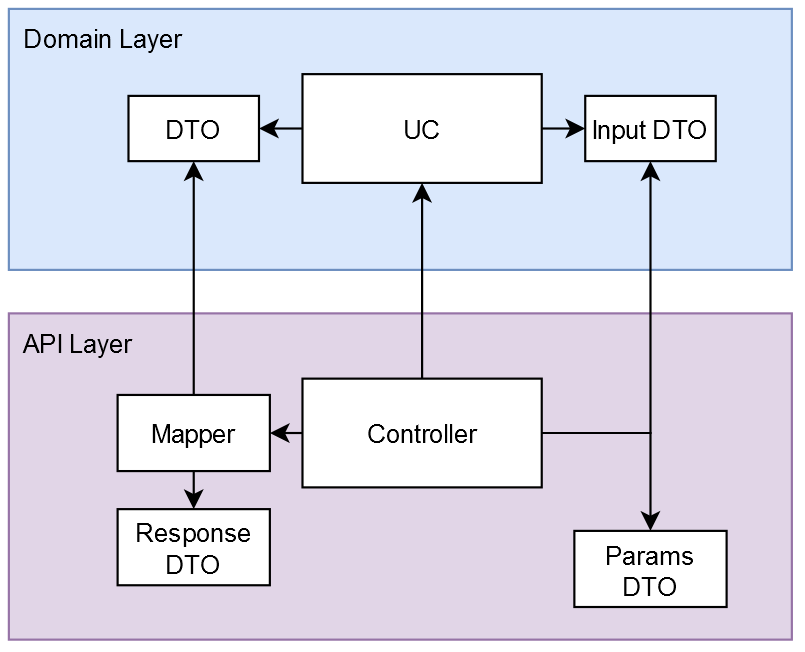 Domain Layer
DTO
UC
Input DTO
API Layer
Mapper
Controller
Response
DTO
Params
DTO